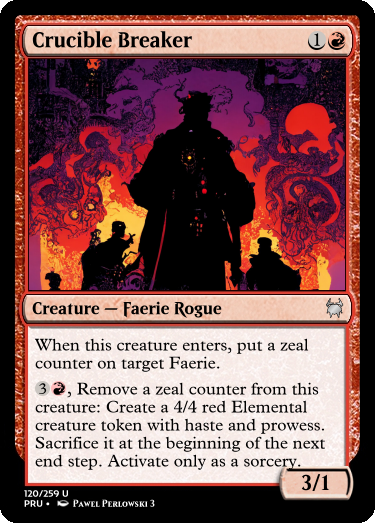 Crucible Breaker 1
Creature — Faerie Rogue
When this creature enters, put a zeal
counter on target Faerie.
3, Remove a zeal counter from this
creature: Create a 4/4 red Elemental
creature token with haste and prowess.
Sacrifice it at the beginning of the next
end step. Activate only as a sorcery.
3/1
120/259 U
PRU • Pawel Perlowski 3